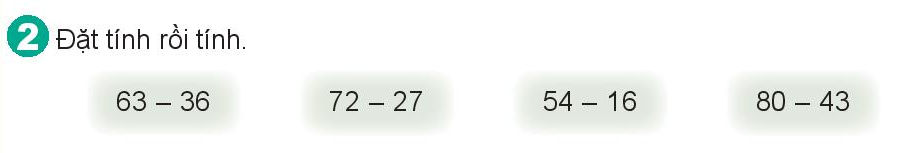 2 Đặt tính rồi tính.
63 – 36 72 – 27 54 – 16 80 – 43